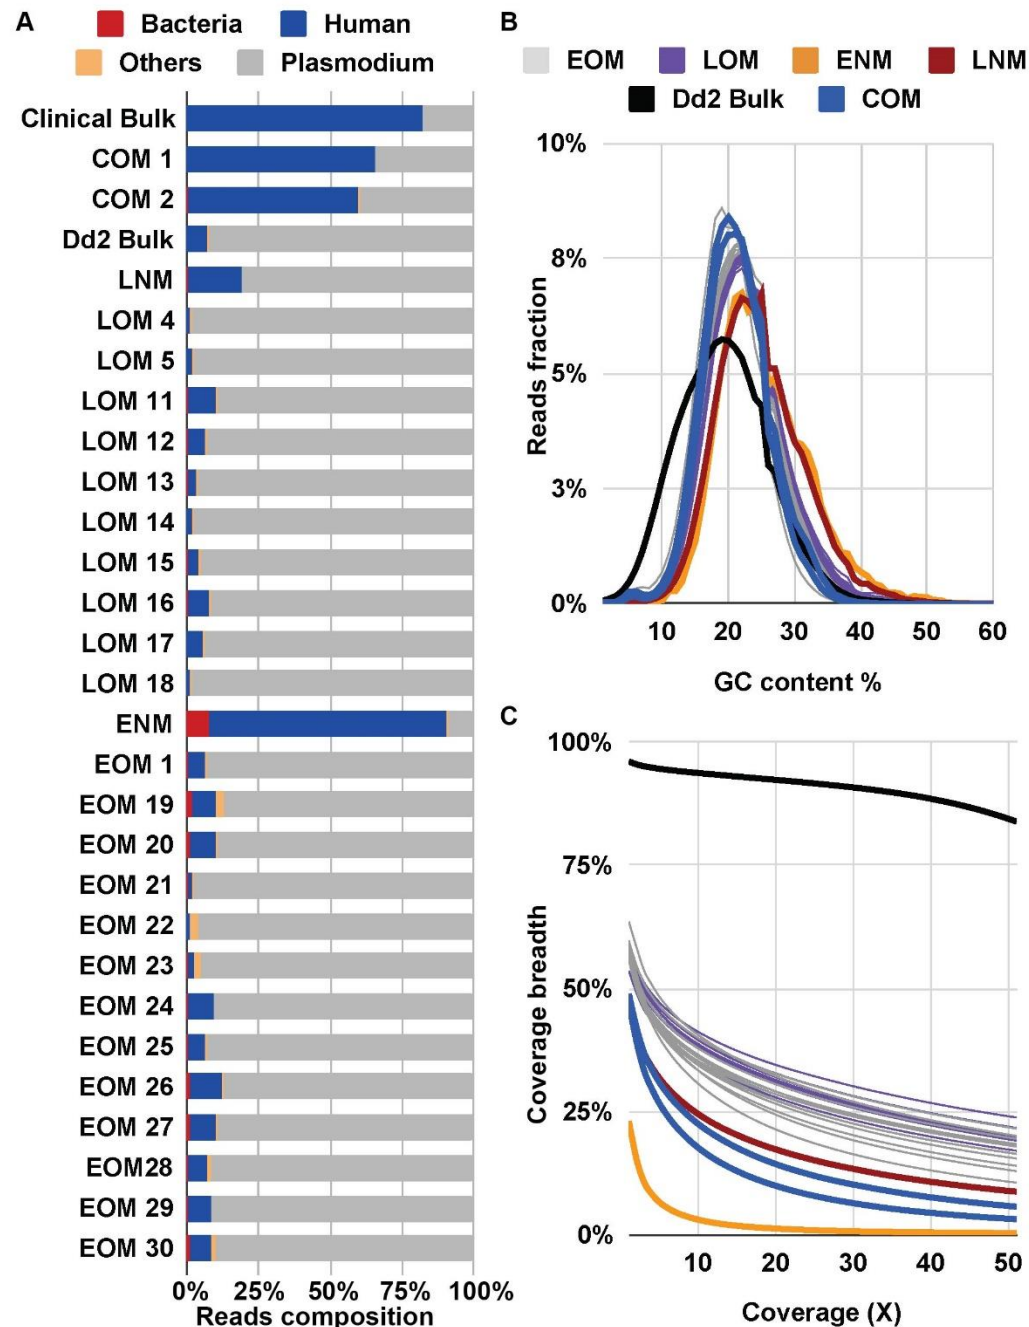 A
Bacteria Human
Others Plasmodium
Clinical Bulk
COM 1
COM 2
Dd2 Bulk
LNM
LOM 4
LOM 5
LOM 11
LOM 12
LOM 13
LOM 14
LOM 15
LOM 16
LOM 17
LOM 18
ENM
EOM 1
EOM 19
EOM 20
EOM 21
EOM 22
EOM 23
EOM 24
EOM 25
EOM 26
EOM 27
EOM28
EOM 29
EOM 30
0% 25% 50% 75% 100%
Reads composition
B
EOM LOM ENM LNM
Dd2 Bulk COM
10%
8%
5%
3%
0%
Reads fraction
10 20 30 40 50 60
GC content %
C
100%
75%
50%
25%
0%
Coverage breadth
10 20 30 40 50
Coverage (X)